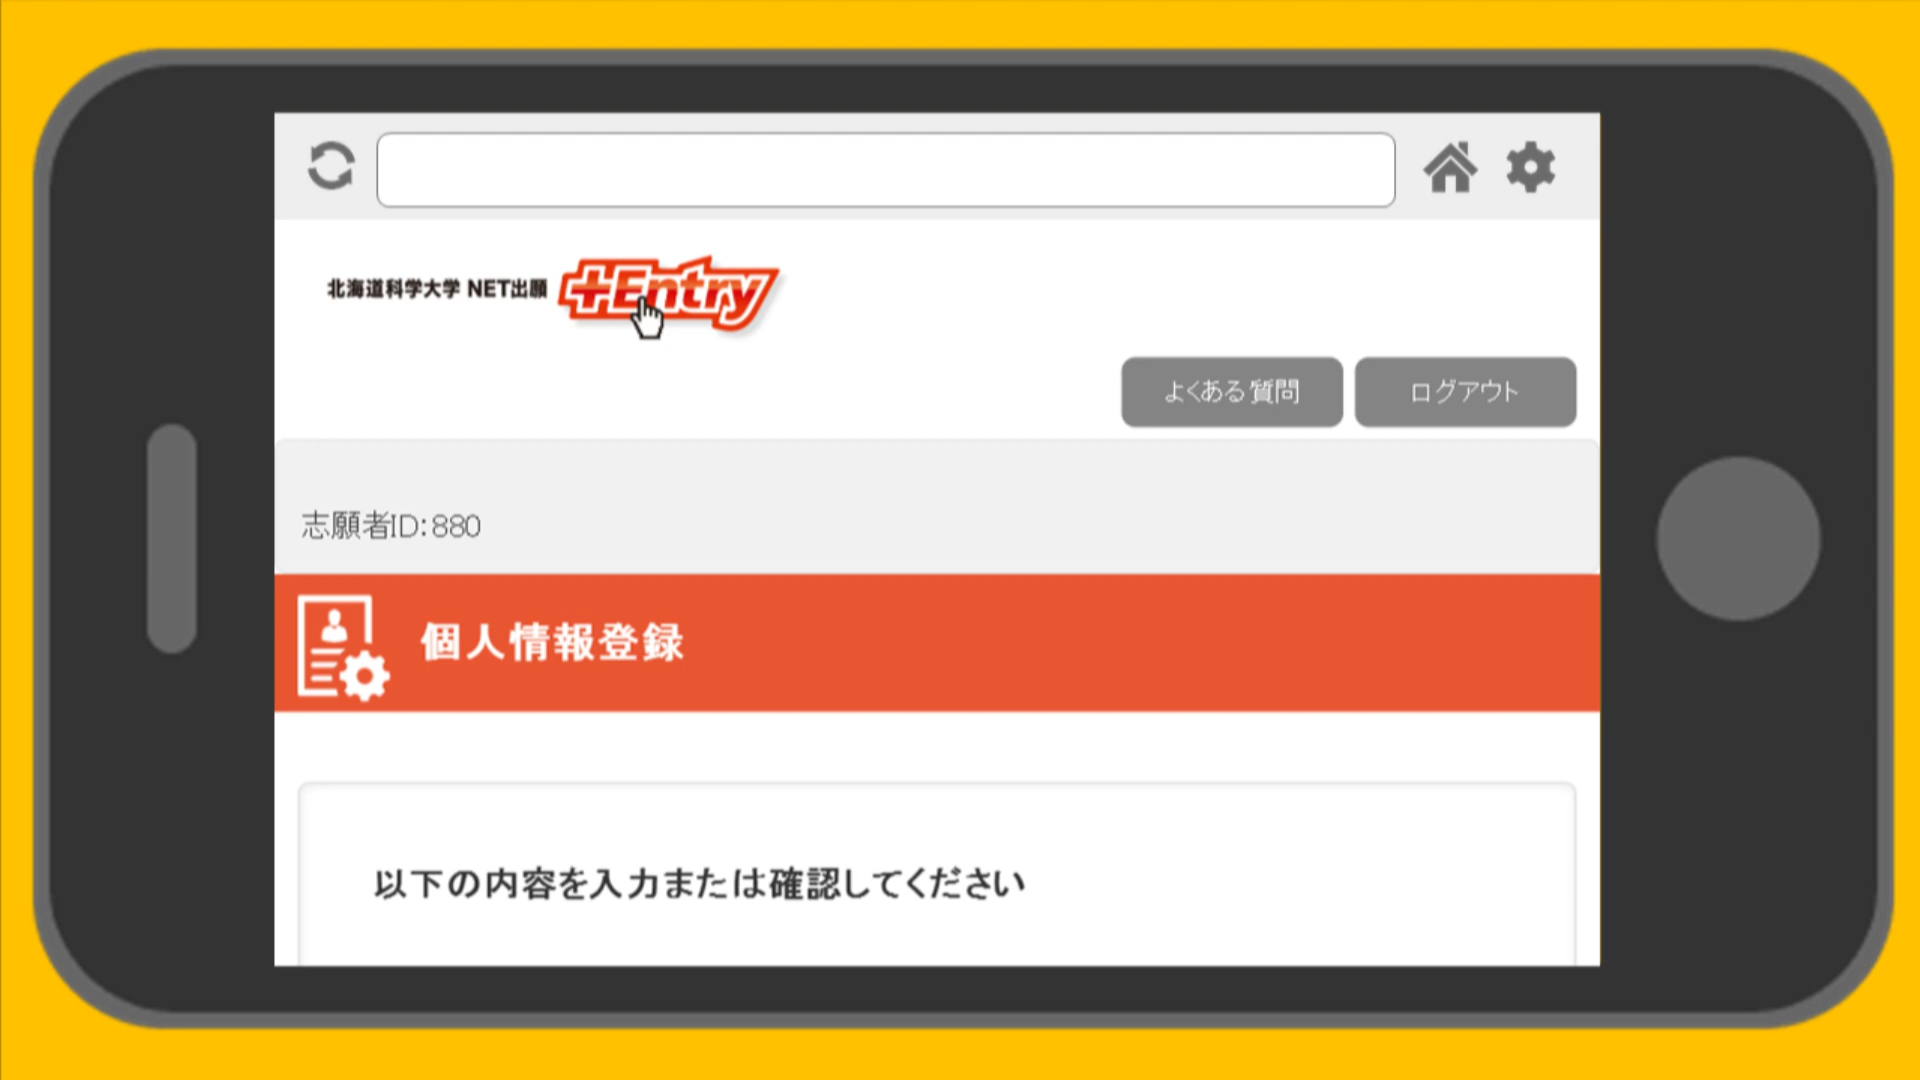 北海道科学大学 NET出願 +Entry
よくある質問 ログアウト
志願者ID:880
個人情報登録
以下の内容を入力または確認してください